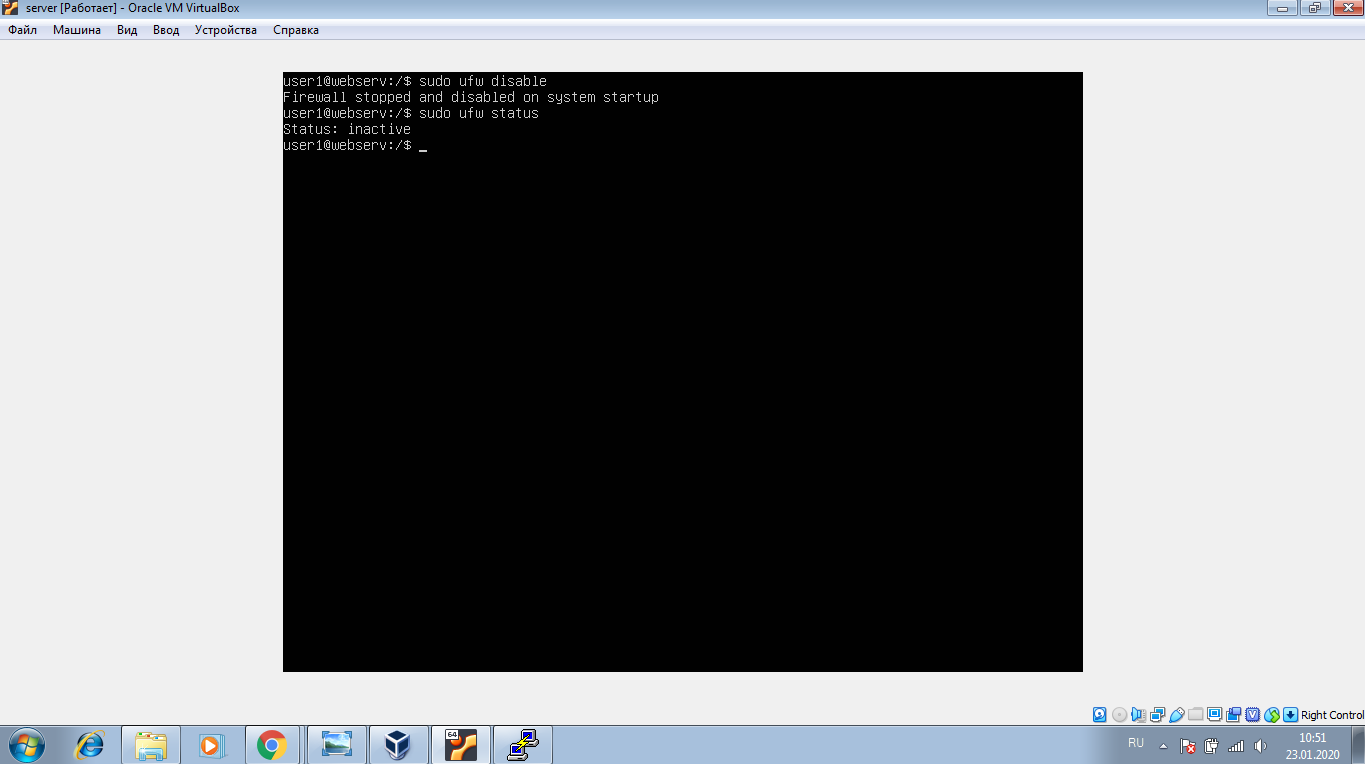 server [Работает] - Oracle VM VirtualBox
Файл Машина Вид Ввод Устройства Справка
user1@webserv:/$ sudo ufw disable
Firewall stopped and disabled on system startup
user1@webserv:/$ sudo ufw status
Status: inactive
user1@webserv:/$ _
Right Control
64
RU
10:51
23.01.2020